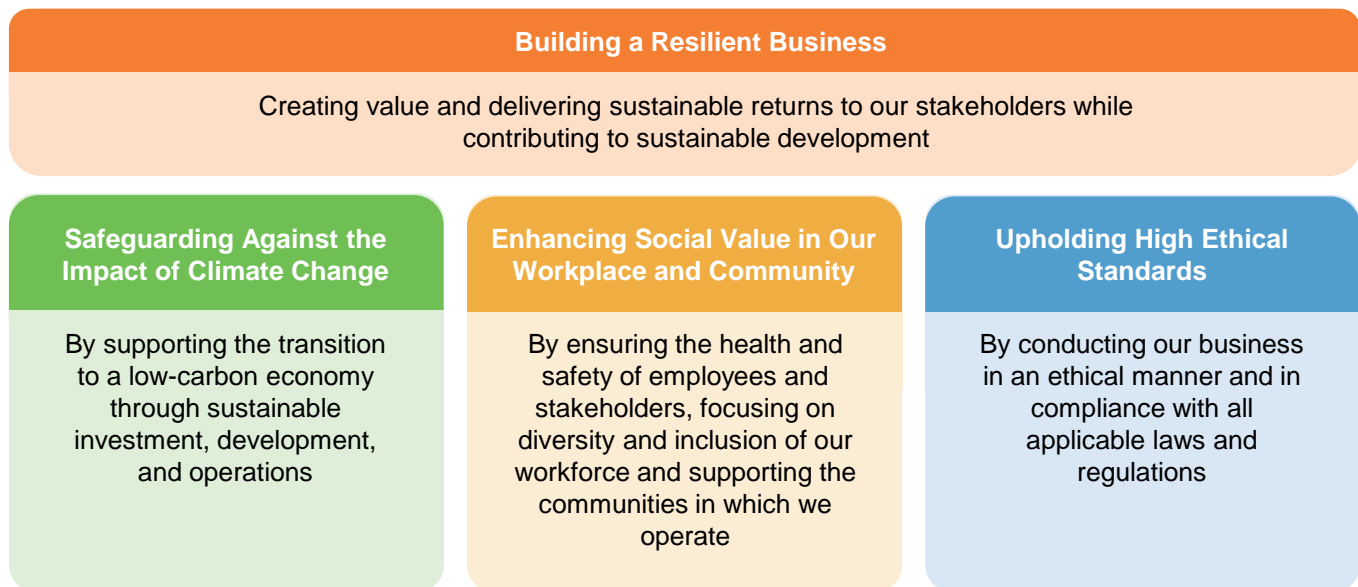 Building a Resilient Business
Creating value and delivering sustainable returns to our stakeholders while
contributing to sustainable development
Safeguarding Against the
Impact of Climate Change
By supporting the transition
to a low-carbon economy
through sustainable
investment, development,
and operations
Enhancing Social Value in Our
Workplace and Community
By ensuring the health and
safety of employees and
stakeholders, focusing on
diversity and inclusion of our
workforce and supporting the
communities in which we
operate
Upholding High Ethical
Standards
By conducting our business
in an ethical manner and in
compliance with all
applicable laws and
regulations